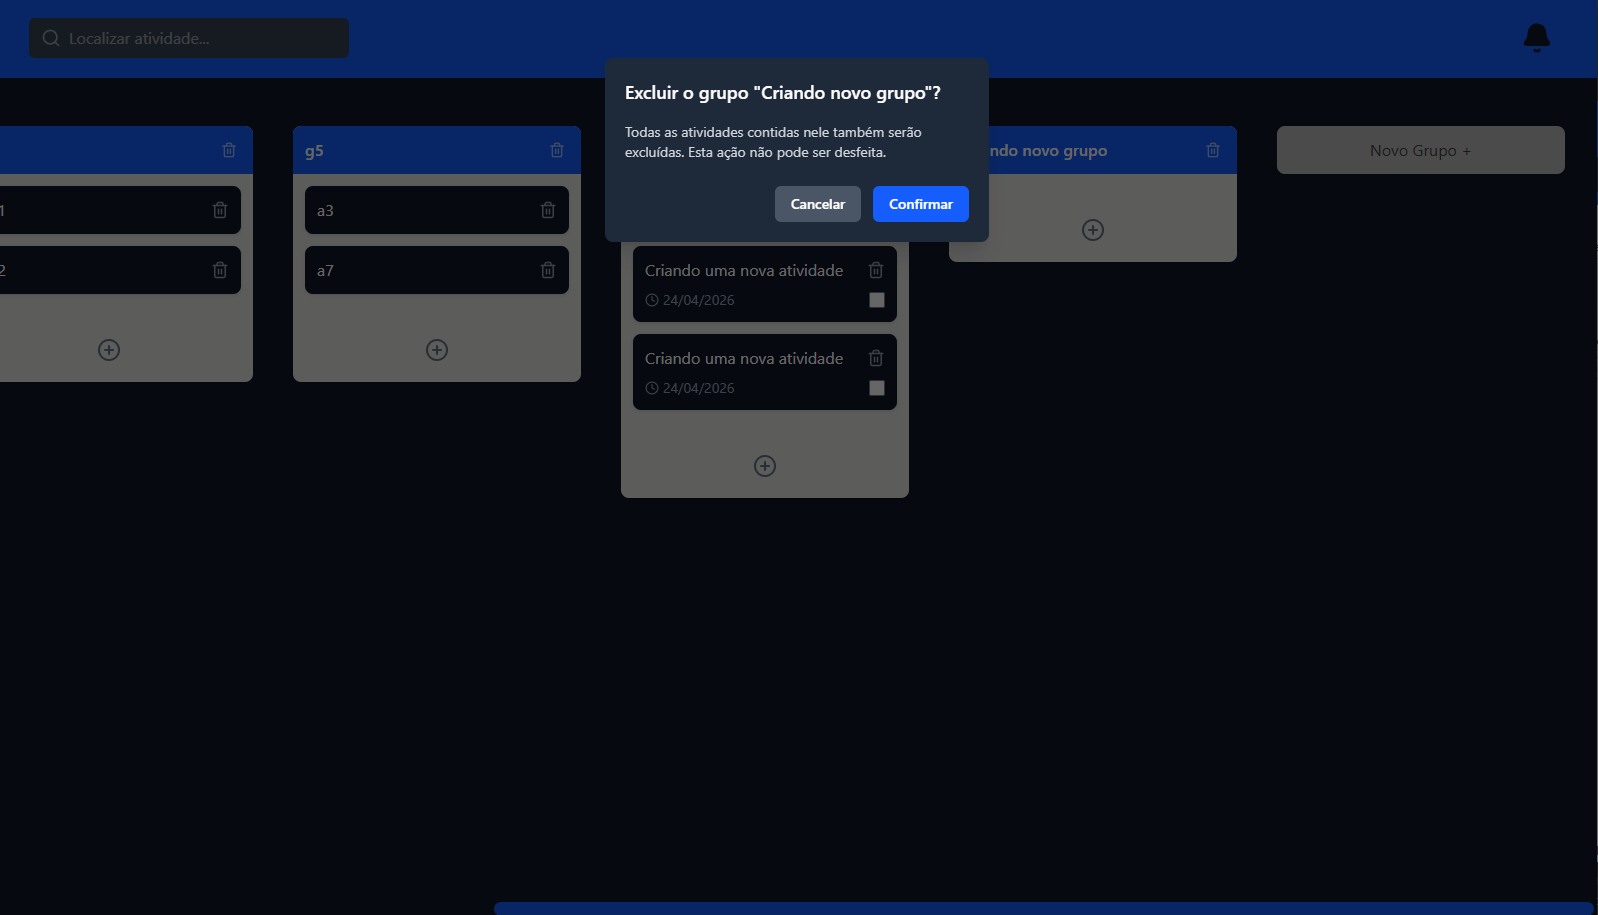 Localizar atividade...
Excluir o grupo "Criando novo grupo"?
Todas as atividades contidas nele também serão
excluídas. Esta ação não pode ser desfeita.
Cancelar
Confirmar
1
2
g5
a3
a7
Criando uma nova atividade
24/04/2026
Criando uma nova atividade
24/04/2026
ndo novo grupo
Novo Grupo +